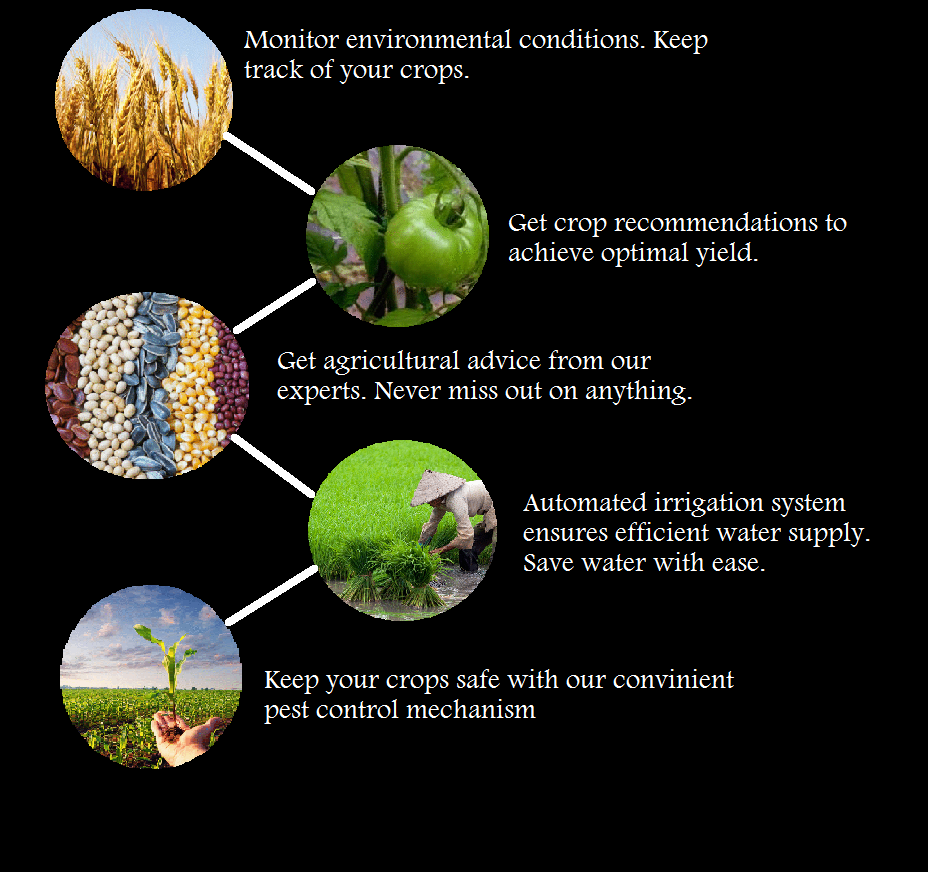 Monitor environmental conditions. Keep
track of your crops.
Get crop recommendations to
achieve optimal yield.
Get agricultural advice from our
experts. Never miss out on anything.
Automated irrigation system
ensures efficient water supply.
Save water with ease.
Keep your crops safe with our convinient
pest control mechanism